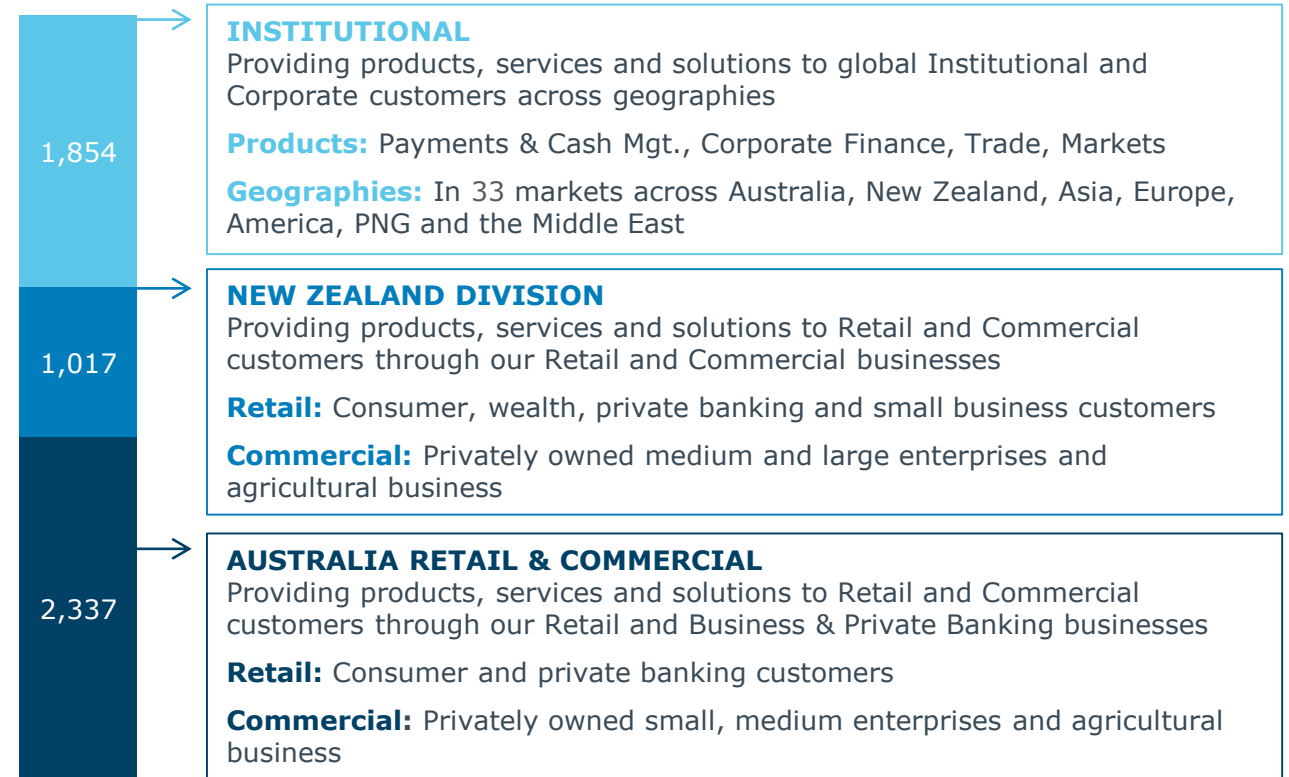 1,854
INSTITUTIONAL
Providing products, services and solutions to global Institutional and
Corporate customers across geographies
Products: Payments & Cash Mgt., Corporate Finance, Trade, Markets
Geographies: In 33 markets across Australia, New Zealand, Asia, Europe,
America, PNG and the Middle East
1,017
NEW ZEALAND DIVISION
Providing products, services and solutions to Retail and Commercial
customers through our Retail and Commercial businesses
Retail: Consumer, wealth, private banking and small business customers
Commercial: Privately owned medium and large enterprises and
agricultural business
2,337
AUSTRALIA RETAIL & COMMERCIAL
Providing products, services and solutions to Retail and Commercial
customers through our Retail and Business & Private Banking businesses
Retail: Consumer and private banking customers
Commercial: Privately owned small, medium enterprises and agricultural
business